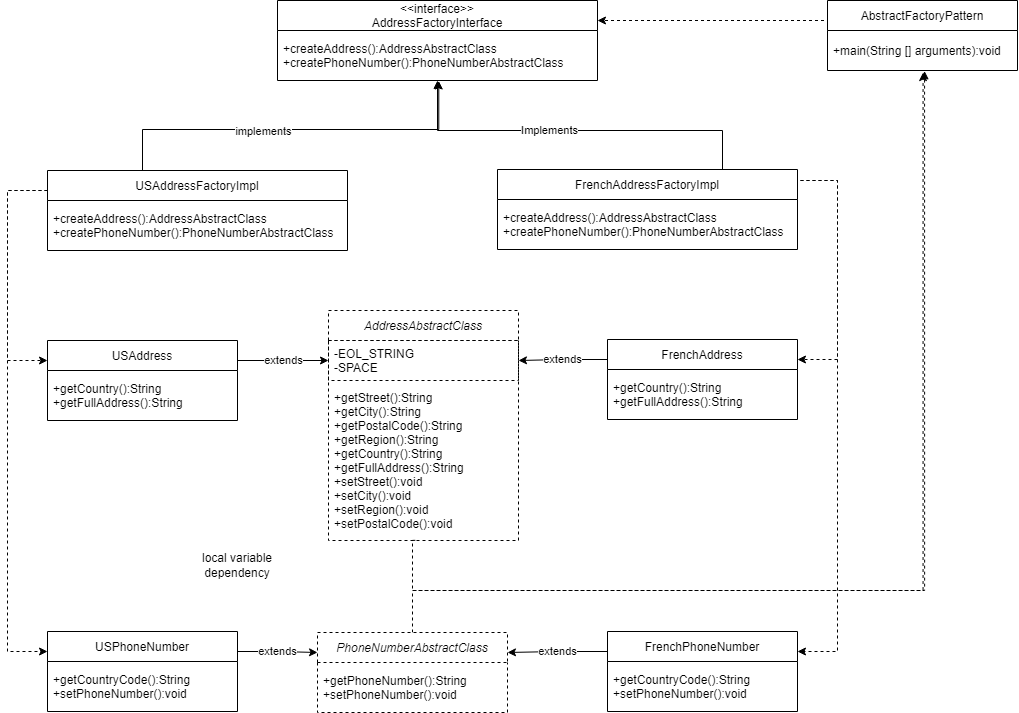 <<interface>>
AddressFactoryInterface
+createAddress():AddressAbstractClass
+createPhoneNumber():PhoneNumberAbstractClass
AbstractFactoryPattern
+main(String [] arguments):void
implements
Implements
USAddressFactoryImpl
+createAddress():AddressAbstractClass
+createPhoneNumber():PhoneNumberAbstractClass
FrenchAddressFactoryImpl
+createAddress():AddressAbstractClass
+createPhoneNumber():PhoneNumberAbstractClass
USAddress
+getCountry():String
+getFullAddress():String
extends
AddressAbstractClass
-EOL_STRING
-SPACE
+getStreet():String
+getCity():String
+getPostalCode():String
+getRegion():String
+getCountry():String
+getFullAddress():String
+setStreet():void
+setCity():void
+setRegion():void
+setPostalCode():void
extends
FrenchAddress
+getCountry():String
+getFullAddress():String
local variable
dependency
USPhoneNumber
+getCountryCode():String
+setPhoneNumber():void
extends
PhoneNumberAbstractClass
+getPhoneNumber():String
+setPhoneNumber():void
extends
FrenchPhoneNumber
+getCountryCode():String
+setPhoneNumber():void